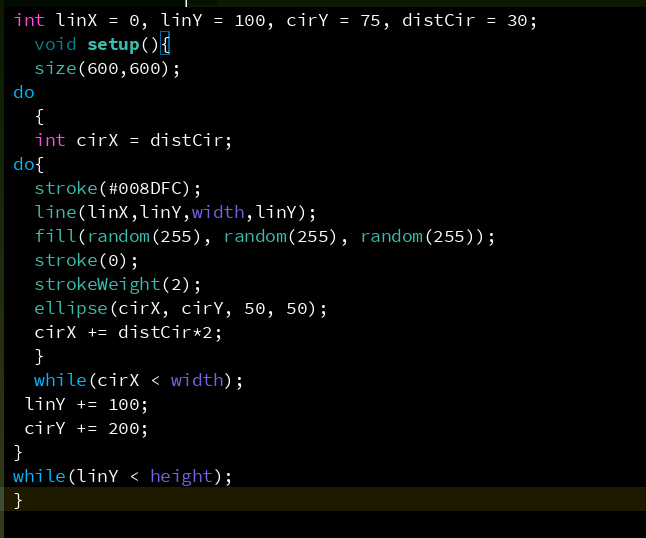 int linX = 0, linY = 100, cirY = 75, distCir = 30;
void setup(){
size(600,600);
do
{
int cirX = distCir;
do{
stroke(#008DFC);
line(linX,linY,width,linY);
fill(random(255), random(255), random(255));
stroke(0);
strokeWeight(2);
ellipse(cirX, cirY, 50, 50);
cirX += distCir*2;
}
while(cirX < width);
linY += 100;
cirY += 200;
}
while(linY < height);
}